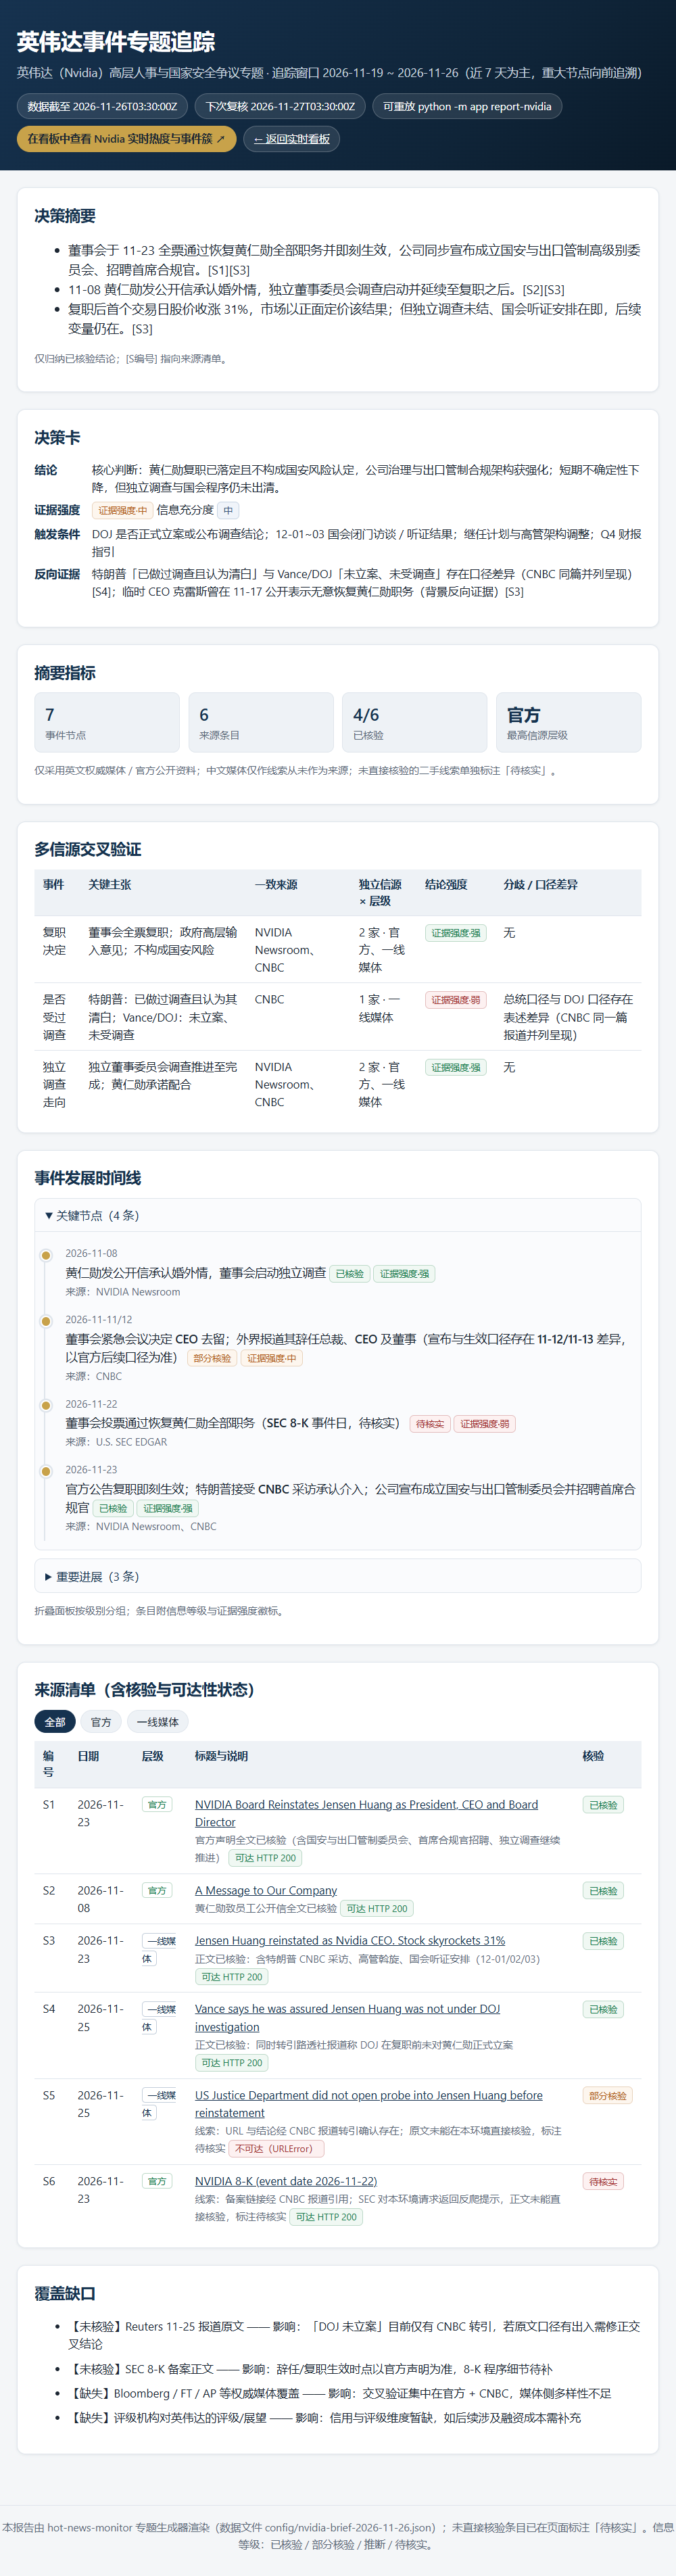 英伟达事件专题追踪
英伟达（Nvidia）高层人事与国家安全争议专题 · 追踪窗口 2026-11-19 ~ 2026-11-26（近 7 天为主，重大节点向前追溯）
数据截至 2026-11-26T03:30:00Z
下次复核 2026-11-27T03:30:00Z
可重放 python -m app report-nvidia
在看板中查看 Nvidia 实时热度与事件簇 ↗
← 返回实时看板
决策摘要
• 董事会于 11-23 全票通过恢复黄仁勋全部职务并即刻生效，公司同步宣布成立国安与出口管制高级别委
员会、招聘首席合规官。[S1][S3]
• 11-08 黄仁勋发公开信承认婚外情，独立董事委员会调查启动并延续至复职之后。[S2][S3]
• 复职后首个交易日股价收涨 31%，市场以正面定价该结果；但独立调查未结、国会听证安排在即，后续
变量仍在。[S3]
仅归纳已核验结论；[S编号] 指向来源清单。
决策卡
结论
核心判断：黄仁勋复职已落定且不构成国安风险认定，公司治理与出口管制合规架构获强化；短期不确定性下
降，但独立调查与国会程序仍未出清。
证据强度
证据强度·中 信息充分度 中
触发条件
DOJ 是否正式立案或公布调查结论；12-01~03 国会闭门访谈 / 听证结果；继任计划与高管架构调整；Q4 财报
指引
反向证据
特朗普「已做过调查且认为清白」与 Vance/DOJ「未立案、未受调查」存在口径差异（CNBC 同篇并列呈现）
[S4]；临时 CEO 克雷斯曾在 11-17 公开表示无意恢复黄仁勋职务（背景反向证据）[S3]
摘要指标
7
事件节点
6
来源条目
4/6
已核验
官方
最高信源层级
仅采用英文权威媒体 / 官方公开资料；中文媒体仅作线索从未作为来源；未直接核验的二手线索单独标注「待核实」。
多信源交叉验证
事件 关键主张 一致来源 独立信源 结论强度 分歧 / 口径差异
× 层级
复职 董事会全票复职；政府高层输 NVIDIA 2 家 · 官 证据强度·强 无
决定 入意见；不构成国安风险 Newsroom、 方、一线
CNBC 媒体
是否 特朗普：已做过调查且认为其 CNBC 1 家 · 一 证据强度·弱 总统口径与 DOJ 口径存在
受过 清白；Vance/DOJ：未立案、 线媒体 表述差异（CNBC 同一篇
调查 未受调查 报道并列呈现）
独立 独立董事委员会调查推进至完 NVIDIA 2 家 · 官 证据强度·强 无
调查 成；黄仁勋承诺配合 Newsroom、 方、一线
走向 CNBC 媒体
事件发展时间线
▼ 关键节点（4 条）
2026-11-08
黄仁勋发公开信承认婚外情，董事会启动独立调查 已核验 证据强度·强
来源：NVIDIA Newsroom
2026-11-11/12
董事会紧急会议决定 CEO 去留；外界报道其辞任总裁、CEO 及董事（宣布与生效口径存在 11-12/11-13 差异，
以官方后续口径为准） 部分核验 证据强度·中
来源：CNBC
2026-11-22
董事会投票通过恢复黄仁勋全部职务（SEC 8-K 事件日，待核实） 待核实 证据强度·弱
来源：U.S. SEC EDGAR
2026-11-23
官方公告复职即刻生效；特朗普接受 CNBC 采访承认介入；公司宣布成立国安与出口管制委员会并招聘首席合
规官 已核验 证据强度·强
来源：NVIDIA Newsroom、CNBC
▶ 重要进展（3 条）
折叠面板按级别分组；条目附信息等级与证据强度徽标。
来源清单（含核验与可达性状态）
全部 官方 一线媒体
编 日期 层级 标题与说明 核验
号
S1 2026-11- 官方 NVIDIA Board Reinstates Jensen Huang as President, CEO and Board 已核验
23 Director
官方声明全文已核验（含国安与出口管制委员会、首席合规官招聘、独立调查继续
推进） 可达 HTTP 200
S2 2026-11- 官方 A Message to Our Company 已核验
08 黄仁勋致员工公开信全文已核验 可达 HTTP 200
S3 2026-11- 一线媒 Jensen Huang reinstated as Nvidia CEO. Stock skyrockets 31% 已核验
23 体 正文已核验：含特朗普 CNBC 采访、高管斡旋、国会听证安排（12-01/02/03）
可达 HTTP 200
S4 2026-11- 一线媒 Vance says he was assured Jensen Huang was not under DOJ 已核验
25 体 investigation
正文已核验：同时转引路透社报道称 DOJ 在复职前未对黄仁勋正式立案
可达 HTTP 200
S5 2026-11- 一线媒 US Justice Department did not open probe into Jensen Huang before 部分核验
25 体 reinstatement
线索：URL 与结论经 CNBC 报道转引确认存在；原文未能在本环境直接核验，标注
待核实 不可达（URLError）
S6 2026-11- 官方 NVIDIA 8-K (event date 2026-11-22) 待核实
23 线索：备案链接经 CNBC 报道引用；SEC 对本环境请求返回反爬提示，正文未能直
接核验，标注待核实 可达 HTTP 200
覆盖缺口
• 【未核验】Reuters 11-25 报道原文 —— 影响：「DOJ 未立案」目前仅有 CNBC 转引，若原文口径有出入需修正交
叉结论
• 【未核验】SEC 8-K 备案正文 —— 影响：辞任/复职生效时点以官方声明为准，8-K 程序细节待补
• 【缺失】Bloomberg / FT / AP 等权威媒体覆盖 —— 影响：交叉验证集中在官方 + CNBC，媒体侧多样性不足
• 【缺失】评级机构对英伟达的评级/展望 —— 影响：信用与评级维度暂缺，如后续涉及融资成本需补充
本报告由 hot-news-monitor 专题生成器渲染（数据文件 config/nvidia-brief-2026-11-26.json）；未直接核验条目已在页面标注「待核实」。信息
等级：已核验 / 部分核验 / 推断 / 待核实。